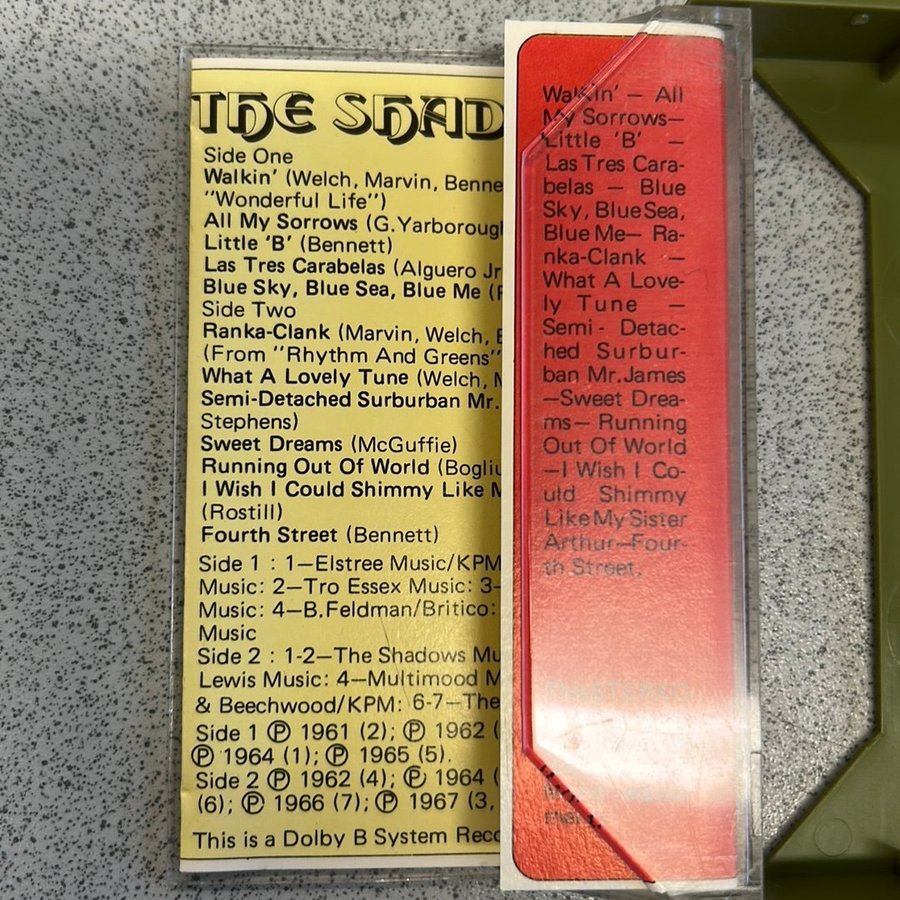 THE SHAD
Side One
Walkin' (Welch, Marvin, Benne
"Wonderful Life")
All My Sorrows (G.Yarboroug
Little 'B' (Bennett)
Las Tres Carabelas (Alguero Jr
Blue Sky, Blue Sea, Blue Me (
Side Two
Ranka-Clank (Marvin, Welch,
(From "Rhythm And Greens"
What A Lovely Tune (Welch,
Semi-Detached Surburban Mr.
Stephens)
Sweet Dreams (McGuffie)
Running Out Of World (Bogliu
I Wish I Could Shimmy Like M
(Rostill)
Fourth Street (Bennett)
Side 1 : 1—Elstree Music/KPM
Music: 2—Tro Essex Music: 3—
Music: 4—B.Feldman/Britico:
Music
Side 2 : 1-2—The Shadows Mu
Lewis Music: 4—Multimood M
& Beechwood/KPM: 6-7—The
Side 1 ℗ 1961 (2); ℗ 1962 (
℗ 1964 (1); ℗ 1965 (5).
Side 2 ℗ 1962 (4); ℗ 1964 (
(6); ℗ 1966 (7); ℗ 1967 (3,
This is a Dolby B System Reco
Walkin' — All
My Sorrows—
Little 'B' —
Las Tres Cara-
belas — Blue
Sky, Blue Sea,
Blue Me— Ra-
nka-Clank —
What A Love-
ly Tune —
Semi- Detac-
hed Surbur-
ban Mr.James
—Sweet Drea-
ms— Running
Out Of World
—I Wish I Co-
uld Shimmy
Like My Sister
Arthur—Four-
th Street.